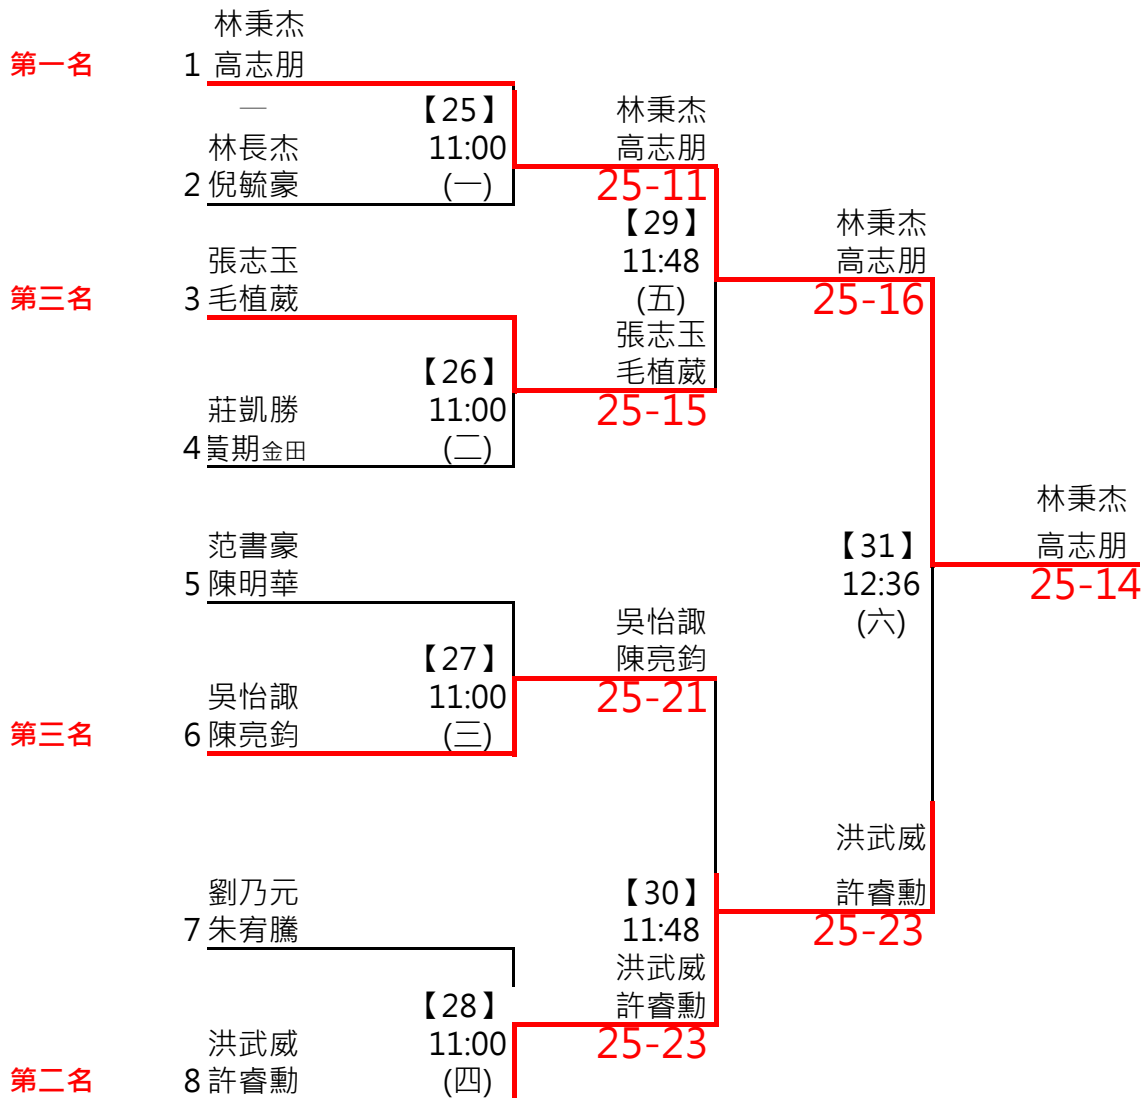 林秉杰
第一名 1 高志朋
— 【25】 林秉杰
林長杰 11:00 高志朋
2 倪毓豪 (一) 25-11
【29】 林秉杰
張志玉 11:48 高志朋
第三名 3 毛植葳 (五) 25-16
張志玉
【26】 毛植葳
莊凱勝 11:00 25-15
4 黃期金田 (二)
林秉杰
范書豪 【31】 高志朋
5 陳明華 12:36 25-14
吳怡諏 (六)
【27】 陳亮鈞
吳怡諏 11:00 25-21
第三名 6 陳亮鈞 (三)
洪武威
劉乃元 【30】 許睿勳
7 朱宥騰 11:48 25-23
洪武威
【28】 許睿勳
洪武威 11:00 25-23
第二名 8 許睿勳 (四)